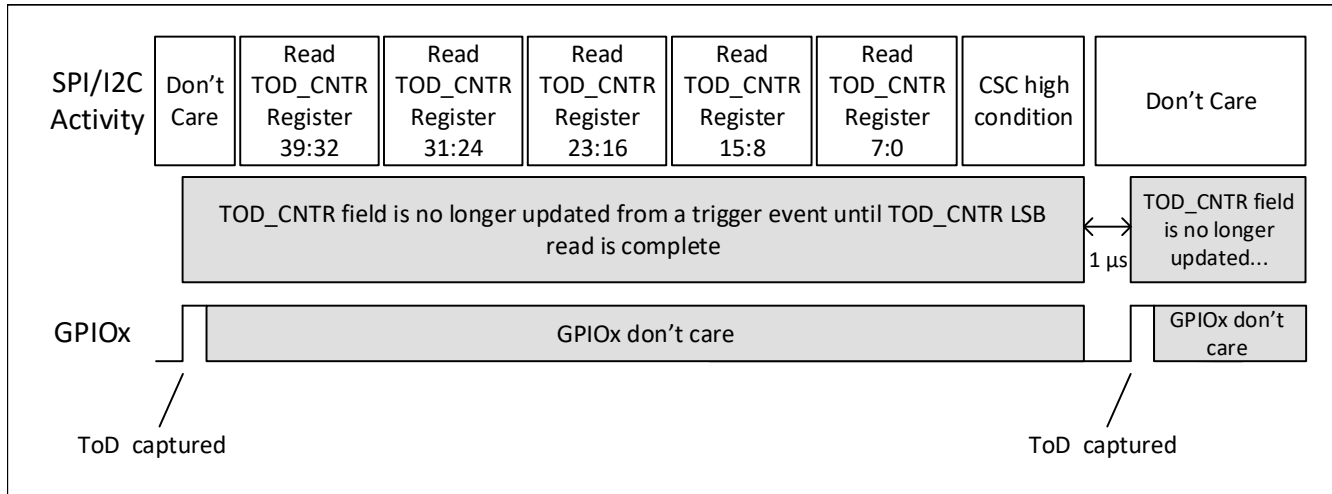 SPI/I2C
Activity
Don't
Care
Read
TOD_CNTR
Register
39:32
Read
TOD_CNTR
Register
31:24
Read
TOD_CNTR
Register
23:16
Read
TOD_CNTR
Register
15:8
Read
TOD_CNTR
Register
7:0
CSC high
condition
Don't Care
TOD_CNTR field is no longer updated from a trigger event until TOD_CNTR LSB
read is complete
1 µs
TOD_CNTR field
is no longer
updated...
GPIOx
GPIOx don't care
GPIOx don't
care
ToD captured
ToD captured